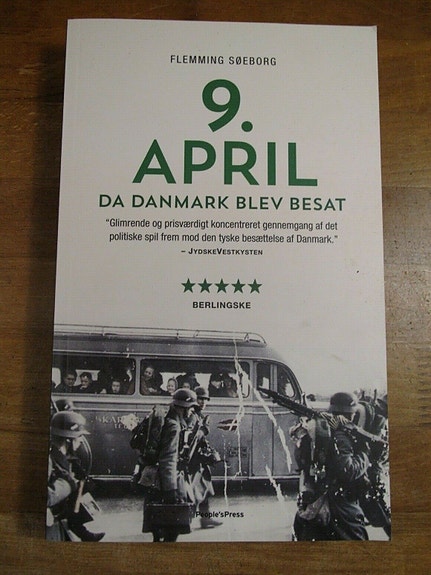 FLEMMING SØEBORG
9.
APRIL
DA DANMARK BLEV BESAT
"Glimrende og prisværdigt koncentreret gennemgang af det
politiske spil frem mod den tyske besættelse af Danmark."
– JYDSKEVESTKYSTEN
★★★★★
BERLINGSKE
People'sPress